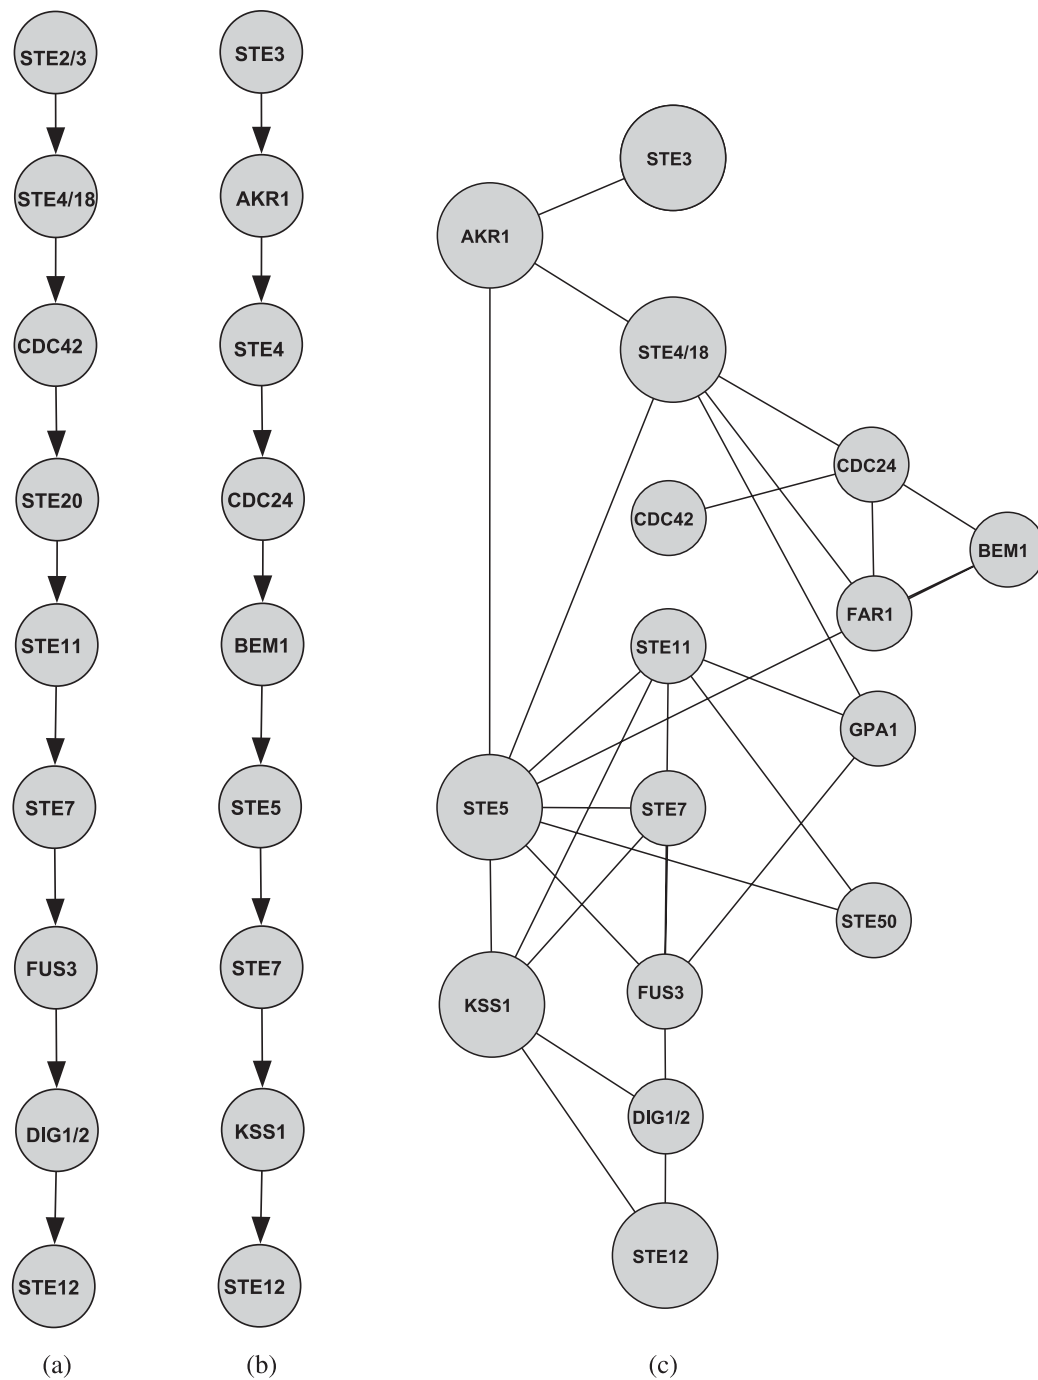 STE2/3
STE4/18
CDC42
STE20
STE11
STE7
FUS3
DIG1/2
STE12
(a)
STE3
AKR1
STE4
CDC24
BEM1
STE5
STE7
KSS1
STE12
(b)
STE3
AKR1
STE4/18
CDC24
CDC42
BEM1
FAR1
STE11
GPA1
STE5
STE7
STE50
FUS3
KSS1
DIG1/2
STE12
(c)